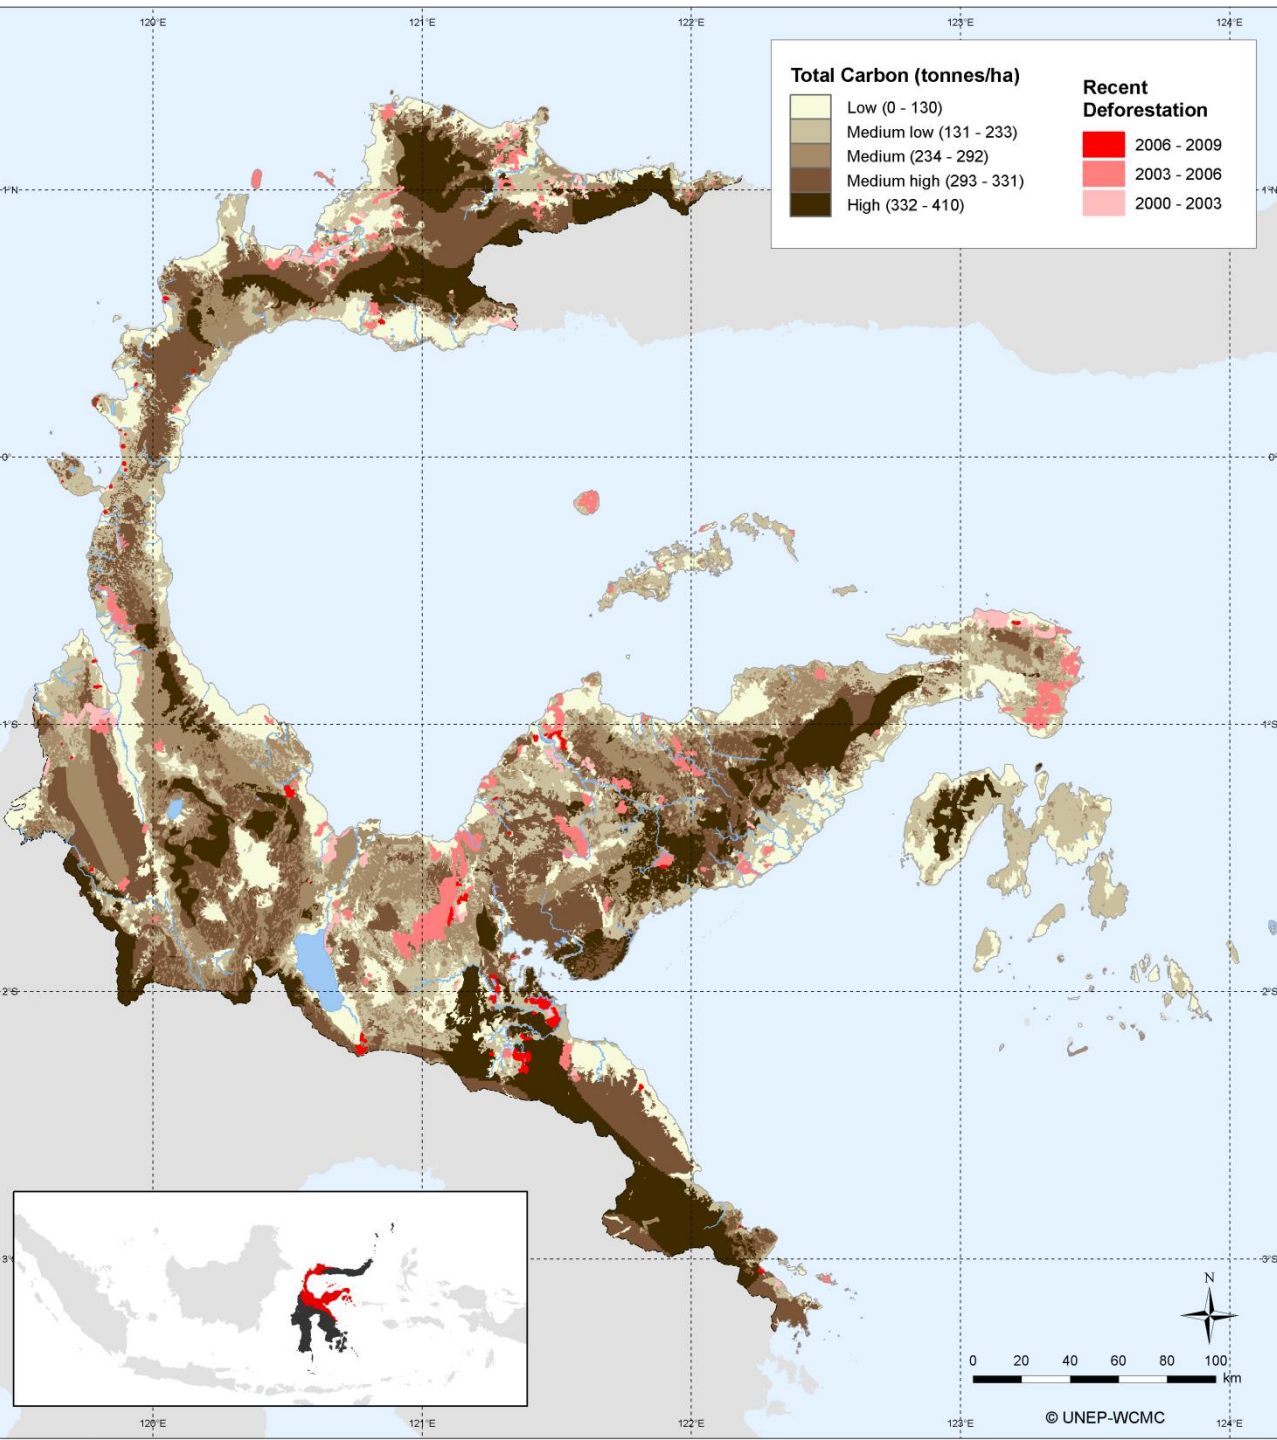 120°E 121°E 122°E 123°E 124°E
Total Carbon (tonnes/ha)
Low (0 - 130)
Medium low (131 - 233)
Medium (234 - 292)
Medium high (293 - 331)
High (332 - 410)
Recent
Deforestation
2006 - 2009
2003 - 2006
2000 - 2003
1°N 1°N
0° 0°
1°S 1°S
2°S 2°S
3°S 3°S
N
0 20 40 60 80 100
km
© UNEP-WCMC
120°E 121°E 122°E 123°E 124°E